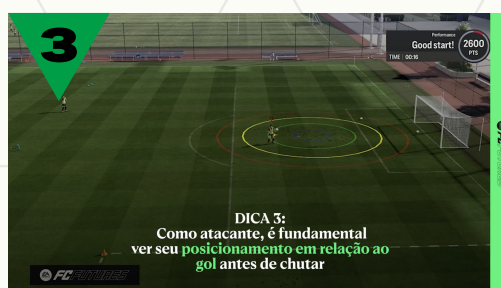 3
Performance
Good start!
2600
PTS
TIME 00:16
DICA 3:
Como atacante, é fundamental
ver seu posicionamento em relação ao
gol antes de chutar
FC FUTURES